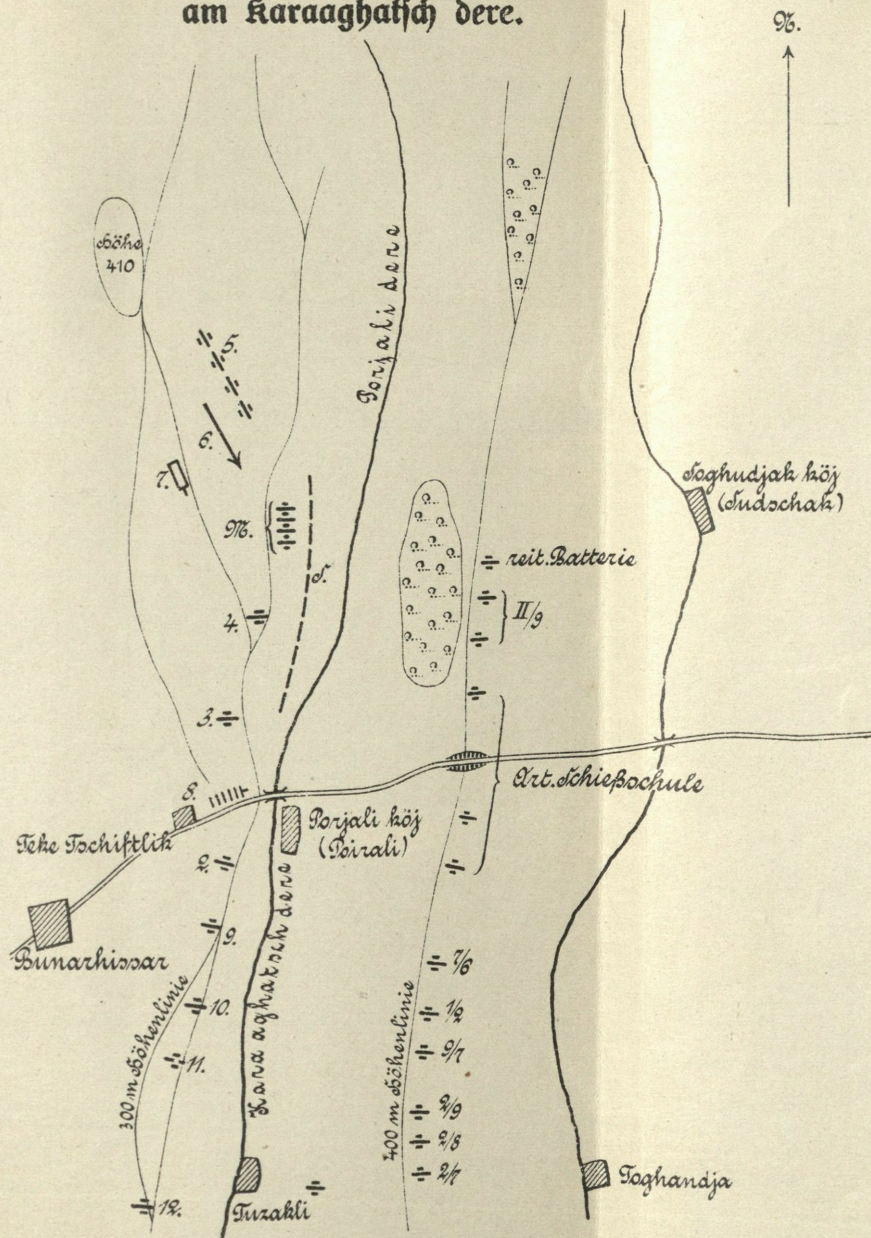 am Karaaghatsch dere.
N.
Höhe
410
Porjali dere
5.
6.
7.
M.
S.
4.
3.
8.
Soghudjak köj
(Sudschak)
reit. Batterie
II/9
Art. Schießschule
Teke Tschiftlik
Porjali köj
(Poirali)
2.
9.
Bunarhissar
10.
11.
12.
300 m Höhenlinie
Kara aghatsch dere
400 m Höhenlinie
7/6
1/2
9/7
2/9
2/8
2/7
Tuzakli
Toghandja